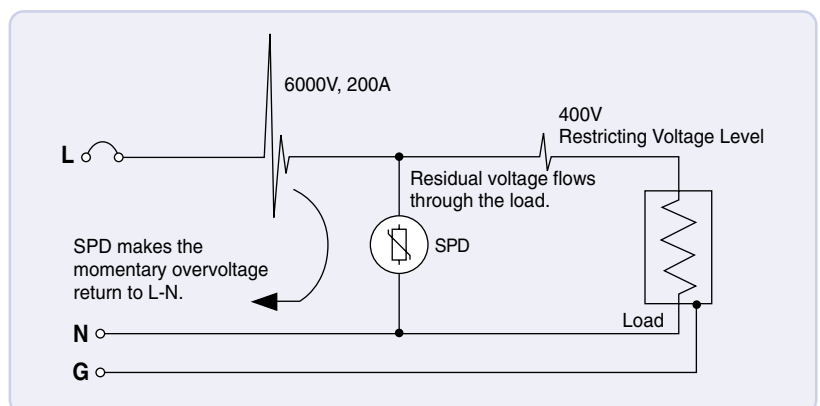 6000V, 200A
400V
Restricting Voltage Level
L
Residual voltage flows
through the load.
SPD makes the
momentary overvoltage
return to L-N.
SPD
Load
N
G